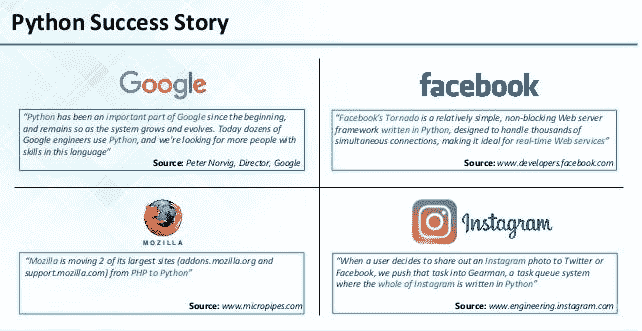 Python Success Story
Google
"Python has been an important part of Google since the beginning,
and remains so as the system grows and evolves. Today dozens of
Google engineers use Python, and we're looking for more people with
skills in this language"
Source: Peter Norvig, Director, Google
facebook
"Facebook's Tornado is a relatively simple, non-blocking Web server
framework written in Python, designed to handle thousands of
simultaneous connections, making it ideal for real-time Web services"
Source: www.developers.facebook.com
MOZILLA
"Mozilla is moving 2 of its largest sites (addons.mozilla.org and
support.mozilla.com) from PHP to Python"
Source: www.micropipes.com
Instagram
"When a user decides to share out an Instagram photo to Twitter or
Facebook, we push that task into Gearman, a task queue system
where the whole of Instagram is written in Python"
Source: www.engineering.instagram.com